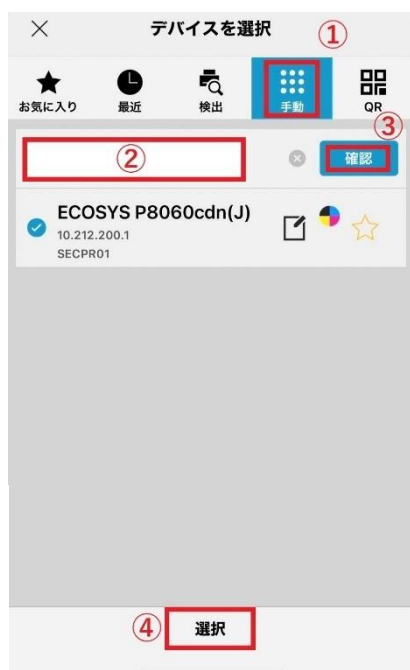 デバイスを選択
①
お気に入り
最近
検出
手動
QR
②
③
確認
ECOSYS P8060cdn(J)
10.212.200.1
SECPR01
④
選択